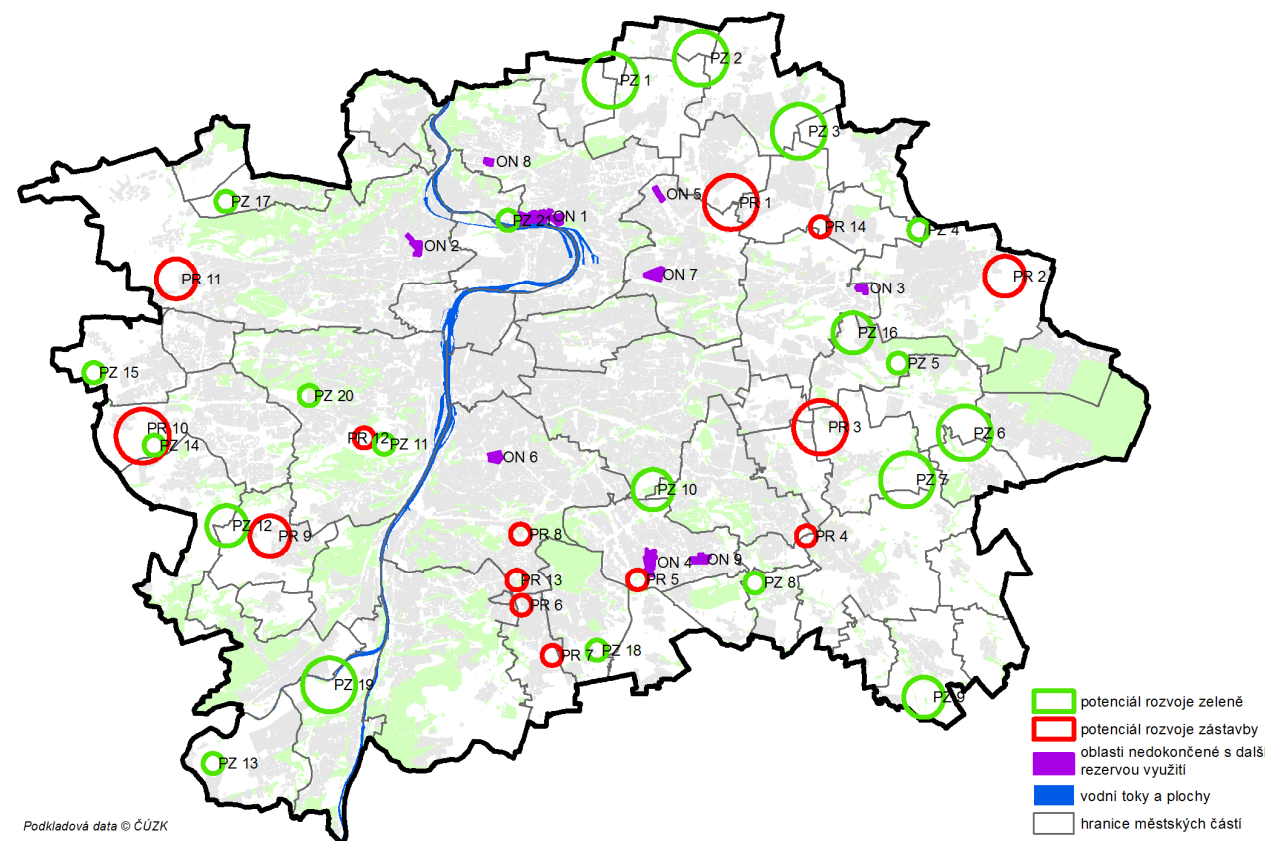 PZ 2
PZ 1
PZ 3
ON 8
ON 5
PZ 17
PR 1
PZ 21
ON 1
PR 14
PZ 4
ON 2
ON 7
PR 2
PR 11
ON 3
PZ 16
PZ 5
PZ 15
PZ 20
PR 10
PR 3
PZ 6
PR 12
PZ 11
PZ 14
ON 6
PZ 7
PZ 10
PZ 12
PR 9
PR 8
PR 4
ON 4
ON 9
PR 13
PR 5
PZ 8
PR 6
PR 7
PZ 18
PZ 19
PZ 9
PZ 13
potenciál rozvoje zeleně
potenciál rozvoje zástavby
oblasti nedokončené s další
rezervou využití
vodní toky a plochy
hranice městských částí
Podkladová data © ČÚZK